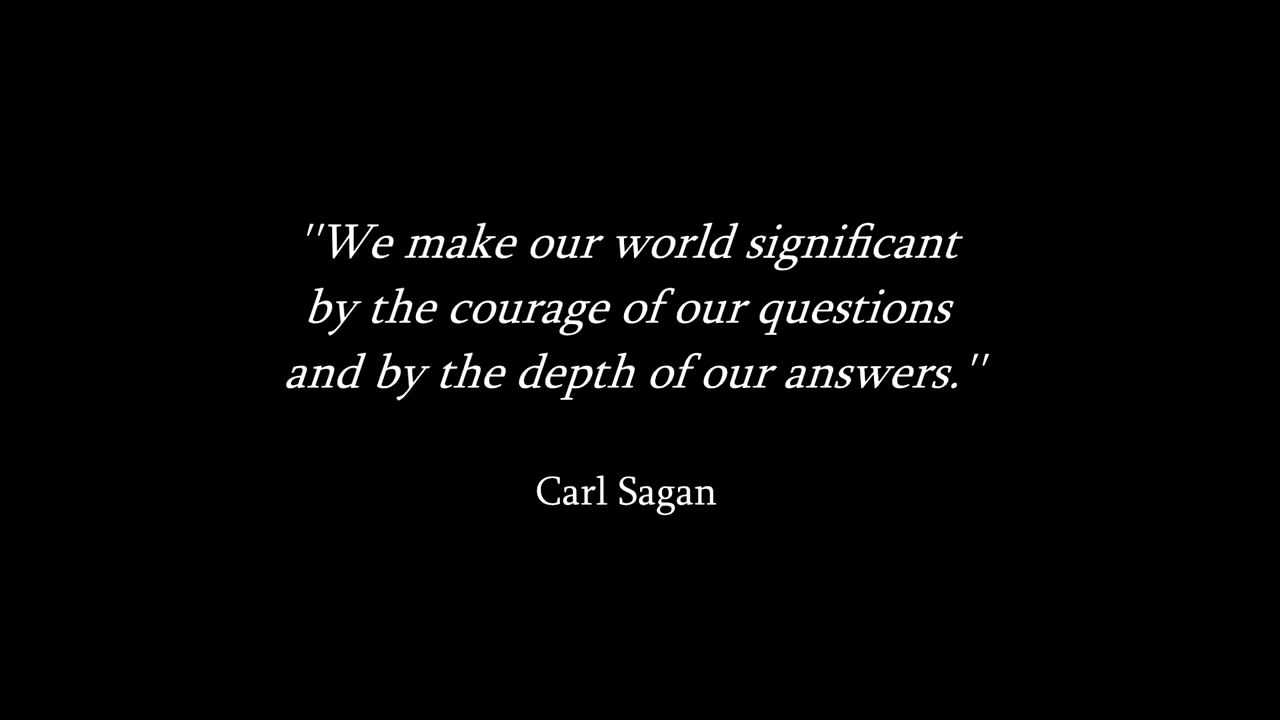 "We make our world significant
by the courage of our questions
and by the depth of our answers."
Carl Sagan